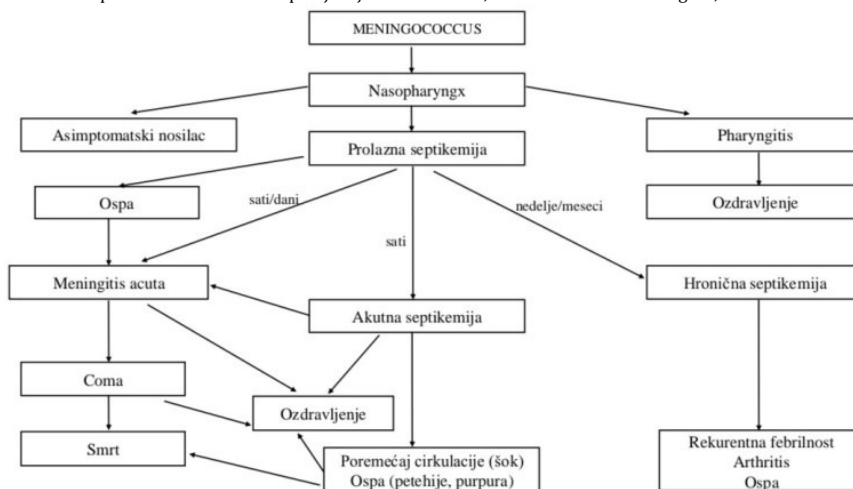 MENINGOCOCCUS
Nasopharyngx
Asimptomatski nosilac
Prolazna septikemija
Pharyngitis
Ospa
sati/danj
sati
nedelje/meseci
Ozdravljenje
Meningitis acuta
Akutna septikemija
Hronična septikemija
Coma
Ozdravljenje
Smrt
Poremećaj cirkulacije (šok)
Ospa (petehije, purpura)
Rekurentna febrilnost
Arthritis
Ospa